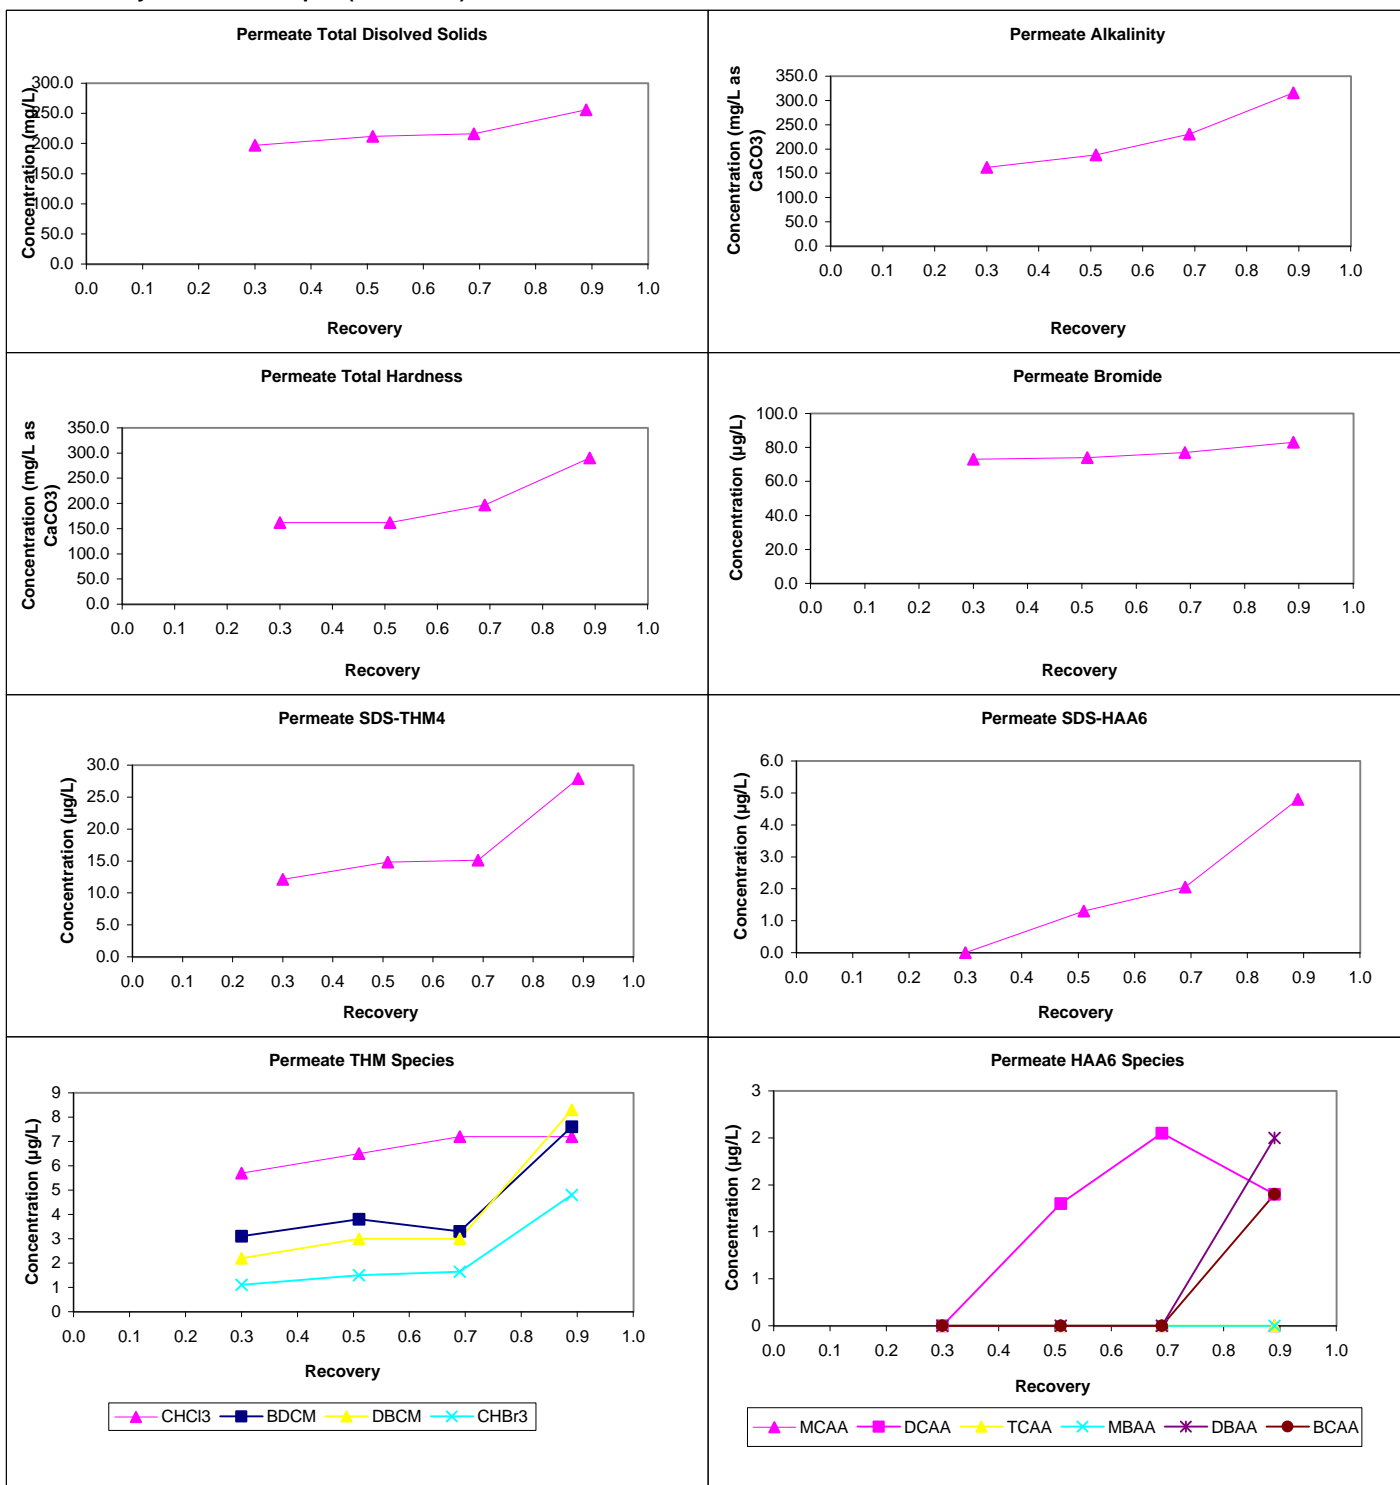 Permeate Total Disolved Solids
Concentration (mg/L)
300.0
250.0
200.0
150.0
100.0
50.0
0.0
0.0 0.1 0.2 0.3 0.4 0.5 0.6 0.7 0.8 0.9 1.0
Recovery
Permeate Alkalinity
Concentration (mg/L as
CaCO3)
350.0
300.0
250.0
200.0
150.0
100.0
50.0
0.0
0.0 0.1 0.2 0.3 0.4 0.5 0.6 0.7 0.8 0.9 1.0
Recovery
Permeate Total Hardness
Concentration (mg/L as
CaCO3)
350.0
300.0
250.0
200.0
150.0
100.0
50.0
0.0
0.0 0.1 0.2 0.3 0.4 0.5 0.6 0.7 0.8 0.9 1.0
Recovery
Permeate Bromide
Concentration (µg/L)
100.0
80.0
60.0
40.0
20.0
0.0
0.0 0.1 0.2 0.3 0.4 0.5 0.6 0.7 0.8 0.9 1.0
Recovery
Permeate SDS-THM4
Concentration (µg/L)
30.0
25.0
20.0
15.0
10.0
5.0
0.0
0.0 0.1 0.2 0.3 0.4 0.5 0.6 0.7 0.8 0.9 1.0
Recovery
Permeate SDS-HAA6
Concentration (µg/L)
6.0
5.0
4.0
3.0
2.0
1.0
0.0
0.0 0.1 0.2 0.3 0.4 0.5 0.6 0.7 0.8 0.9 1.0
Recovery
Permeate THM Species
Concentration (µg/L)
9
8
7
6
5
4
3
2
1
0
0.0 0.1 0.2 0.3 0.4 0.5 0.6 0.7 0.8 0.9 1.0
Recovery
CHCl3 BDCM DBCM CHBr3
Permeate HAA6 Species
Concentration (µg/L)
3
2
2
1
1
0
0.0 0.1 0.2 0.3 0.4 0.5 0.6 0.7 0.8 0.9 1.0
Recovery
MCAA DCAA TCAA MBAA DBAA BCAA